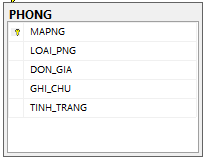 PHONG
MAPNG
LOAI_PNG
DON_GIA
GHI_CHU
TINH_TRANG